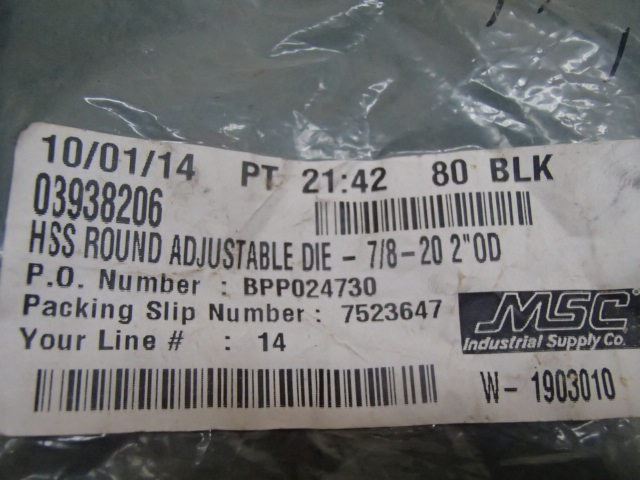 10/01/14 PT 21:42 80 BLK
03938206
HSS ROUND ADJUSTABLE DIE - 7/8-20 2"OD
P.O. Number : BPP024730
Packing Slip Number : 7523647
Your Line # : 14
MSC
Industrial Supply Co.
W- 1903010